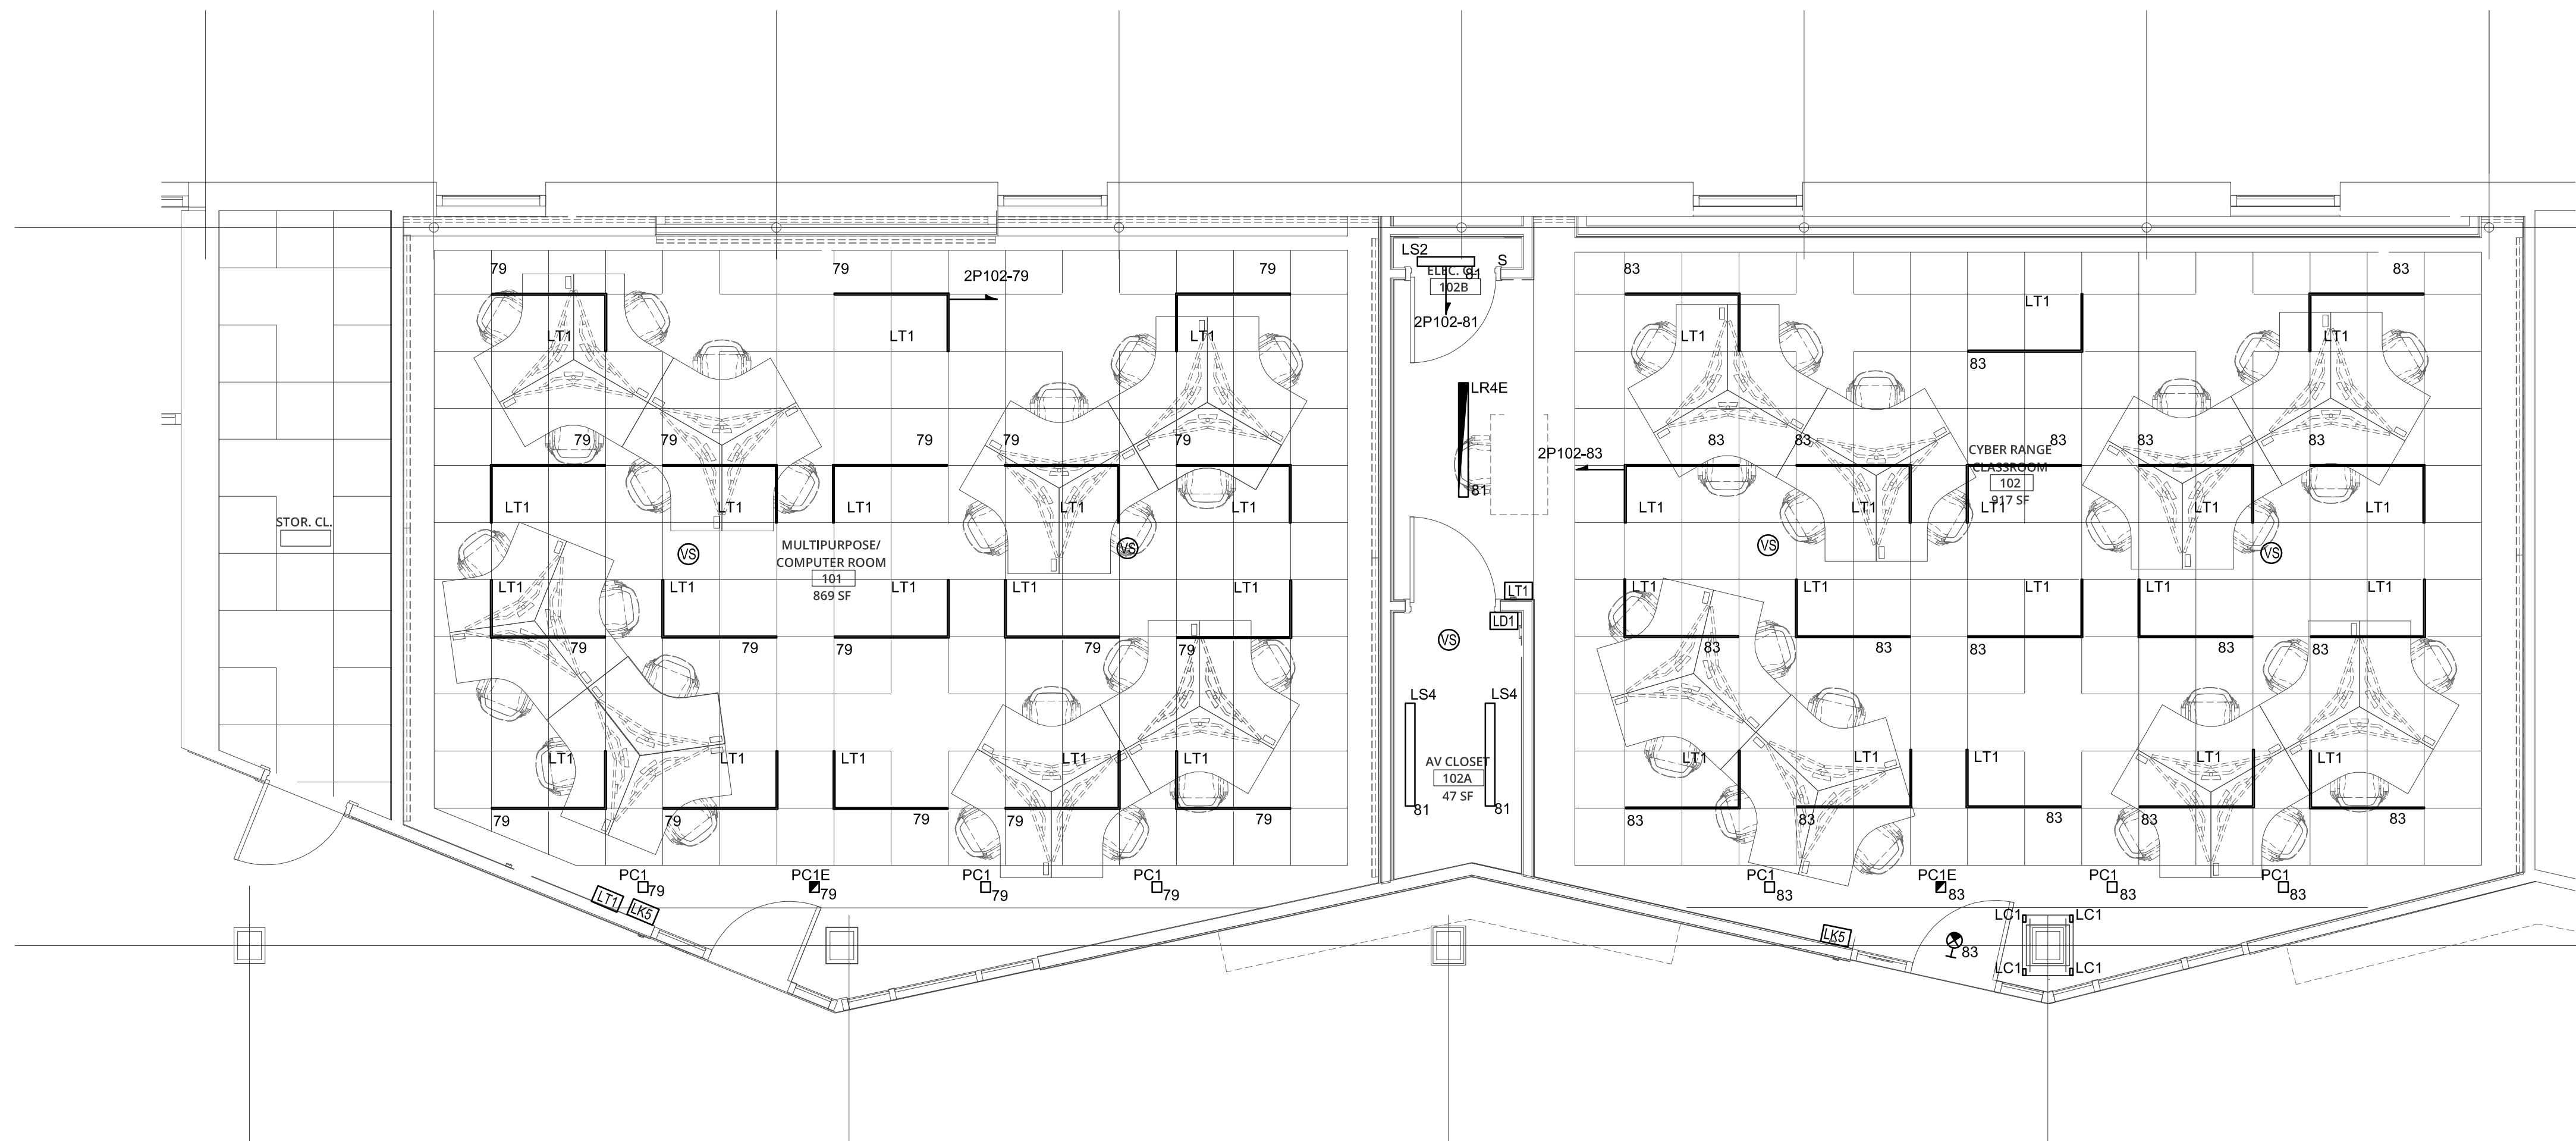 79 79 79 2P102-79
LT1 LT1 LT1
79 79 79 79 79
LT1 LT1 LT1 LT1 LT1
VS VS
STOR. CL.
MULTIPURPOSE/
COMPUTER ROOM
101
869 SF
LT1 LT1 LT1 LT1 LT1
79 79 79 79 79
LT1 LT1 LT1 LT1 LT1
79 79 79 79 79
PC1 PC1E PC1 PC1
79 79 79 79
LT1 LK5
LS2 S
81
ELEC. CL.
102B
2P102-81
LR4E
81
LT1
LD1
VS
LS4 LS4
AV CLOSET
102A
47 SF
81 81
83 83
LT1 LT1 LT1
83
2P102-83
83 83 83 83 83
CYBER RANGE
CLASSROOM
102
917 SF
LT1 LT1 LT1 LT1 LT1
VS VS
LT1 LT1 LT1 LT1 LT1
83 83 83 83 83
LT1 LT1 LT1 LT1 LT1
83 83 83 83 83
PC1 PC1E PC1 PC1
83 83 83 83
LK5
83
LC1 LC1
LC1 LC1